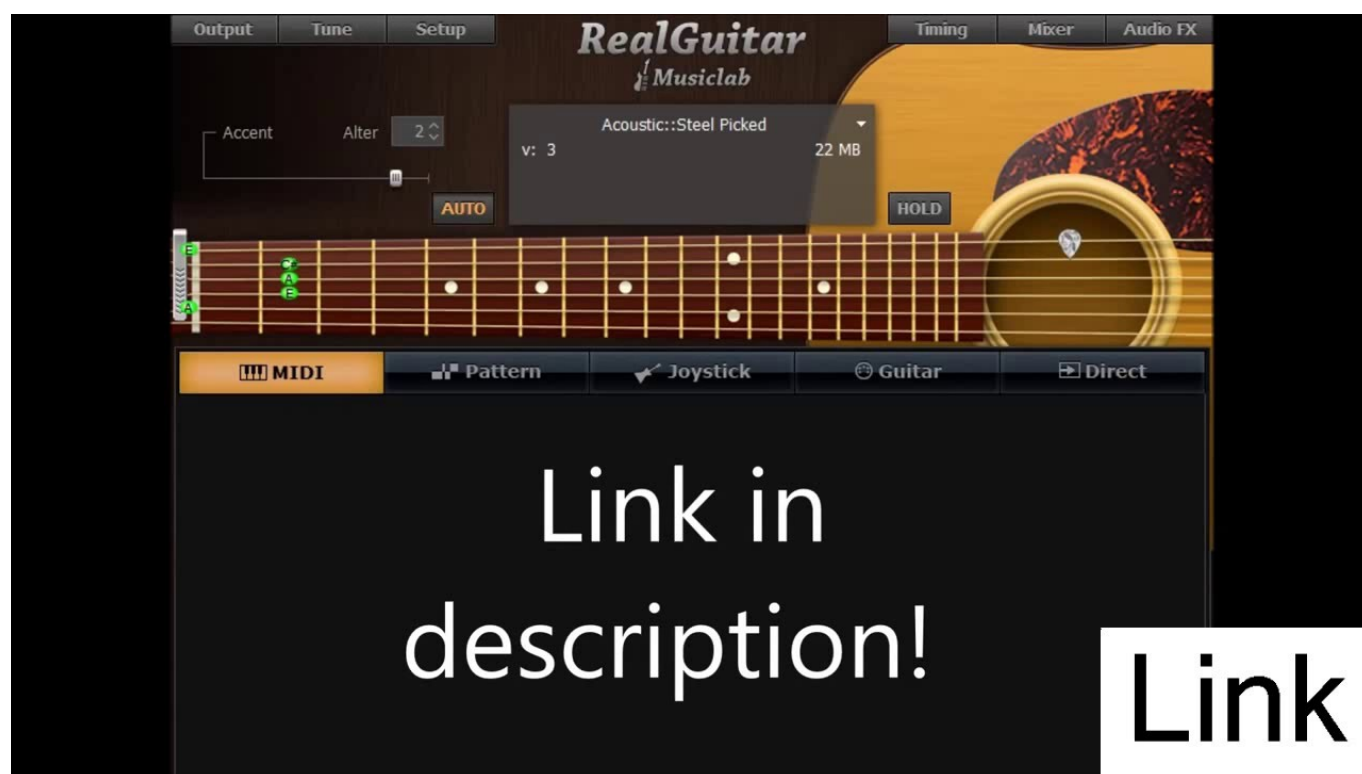 Output Tune Setup RealGuitar Timing Mixer Audio FX
Musiclab
Accent Alter 2 Acoustic::Steel Picked
v: 3 22 MB
AUTO HOLD
E
C#
A
E
A
MIDI Pattern Joystick Guitar Direct
Link in
description!
Link